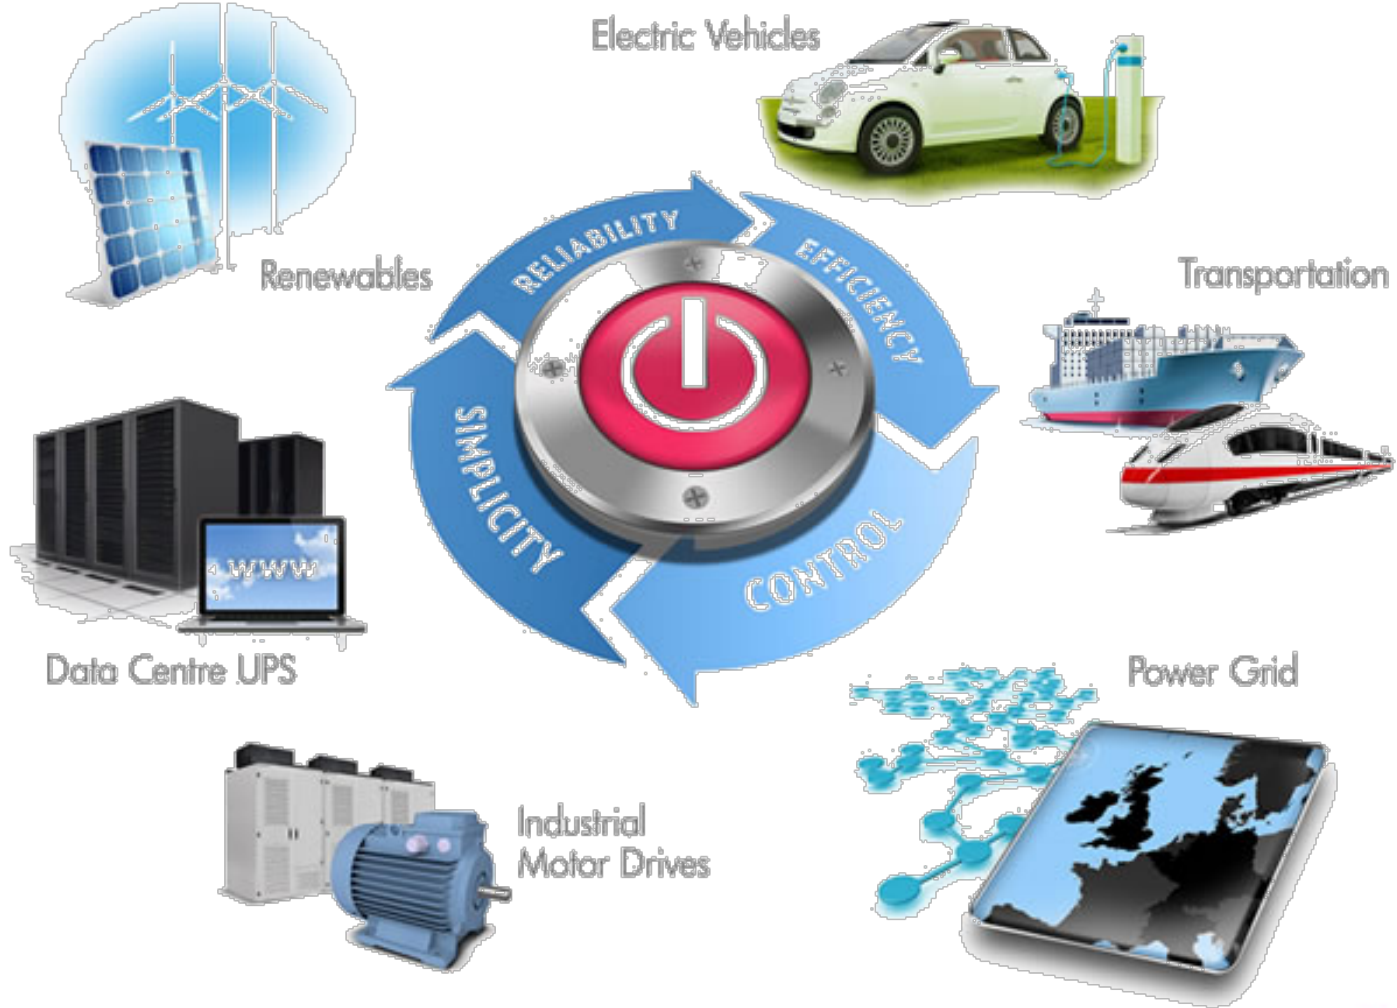 Electric Vehicles
Renewables
Transportation
RELIABILITY
EFFICIENCY
SIMPLICITY
CONTROL
WWW
Data Centre UPS
Power Grid
Industrial
Motor Drives